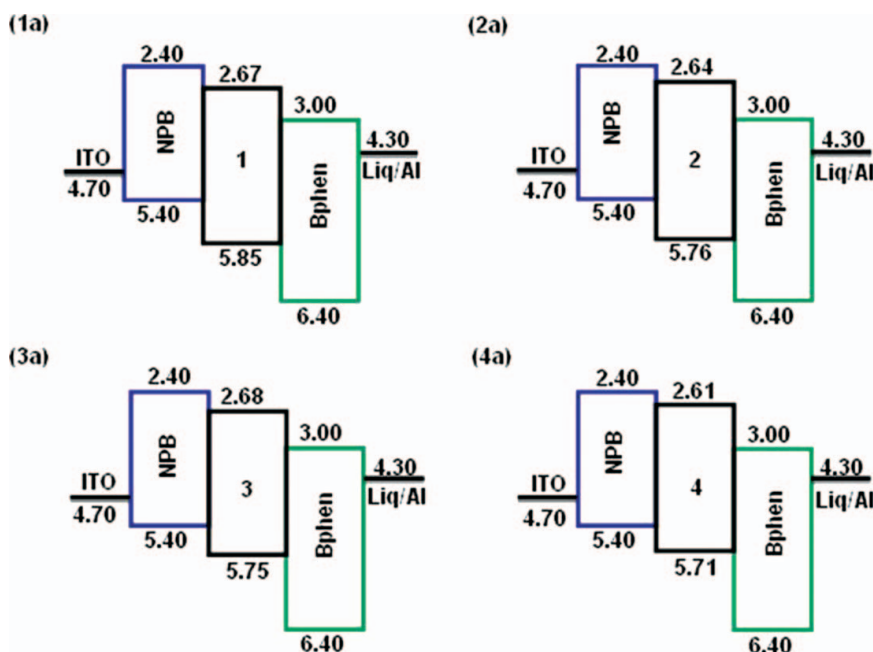 (1a)
2.40
2.67
3.00
4.30
ITO
NPB
1
Bphen
Liq/Al
4.70
5.40
5.85
6.40
(2a)
2.40
2.64
3.00
4.30
ITO
NPB
2
Bphen
Liq/Al
4.70
5.40
5.76
6.40
(3a)
2.40
2.68
3.00
4.30
ITO
NPB
3
Bphen
Liq/Al
4.70
5.40
5.75
6.40
(4a)
2.40
2.61
3.00
4.30
ITO
NPB
4
Bphen
Liq/Al
4.70
5.40
5.71
6.40